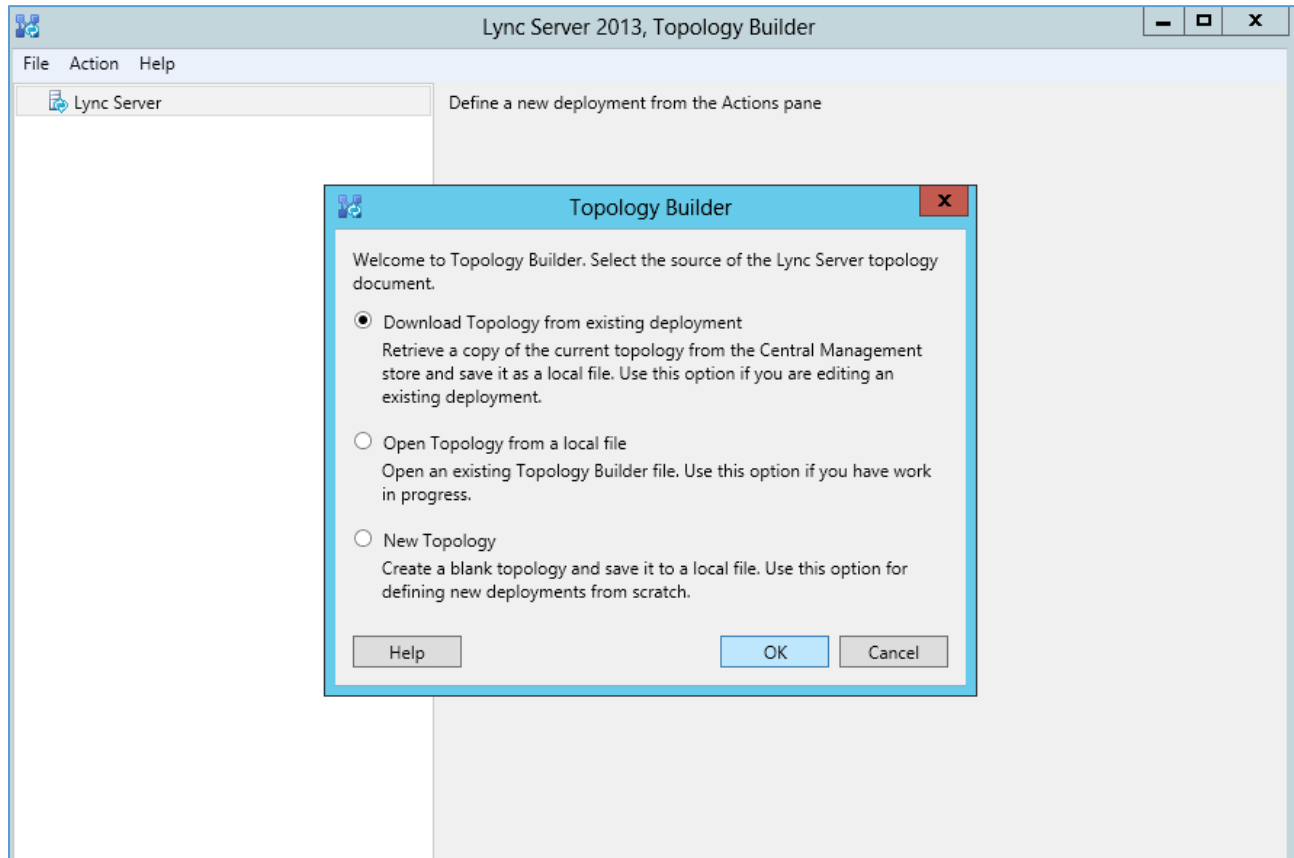 Lync Server 2013, Topology Builder
File Action Help
Lync Server
Define a new deployment from the Actions pane
Topology Builder
Welcome to Topology Builder. Select the source of the Lync Server topology
document.
Download Topology from existing deployment
Retrieve a copy of the current topology from the Central Management
store and save it as a local file. Use this option if you are editing an
existing deployment.
Open Topology from a local file
Open an existing Topology Builder file. Use this option if you have work
in progress.
New Topology
Create a blank topology and save it to a local file. Use this option for
defining new deployments from scratch.
Help OK Cancel